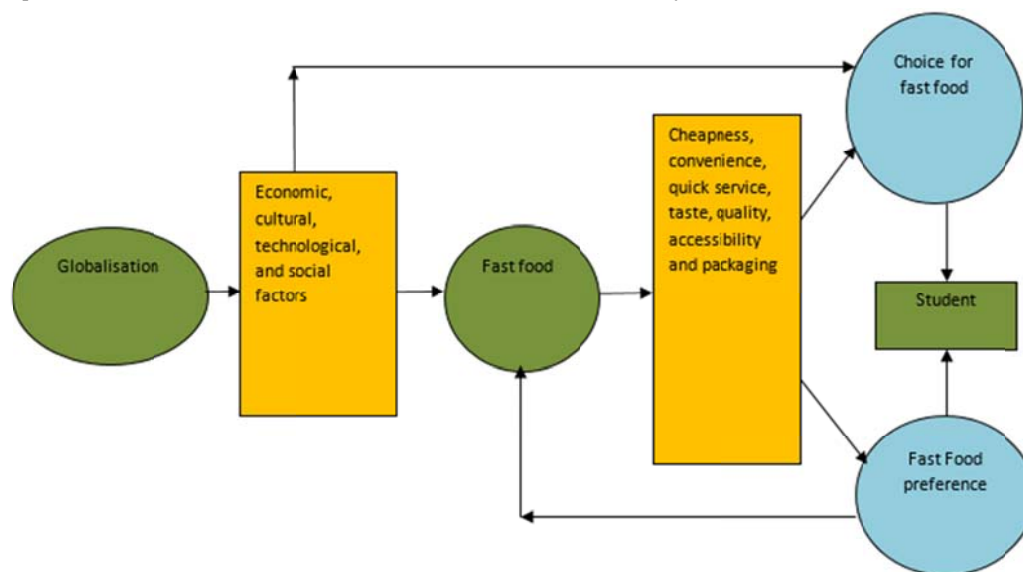 Globalisation
Economic,
cultural,
technological,
and social
factors
Fast food
Cheapness,
convenience,
quick service,
taste, quality,
accessibility
and packaging
Choice for
fast food
Student
Fast Food
preference